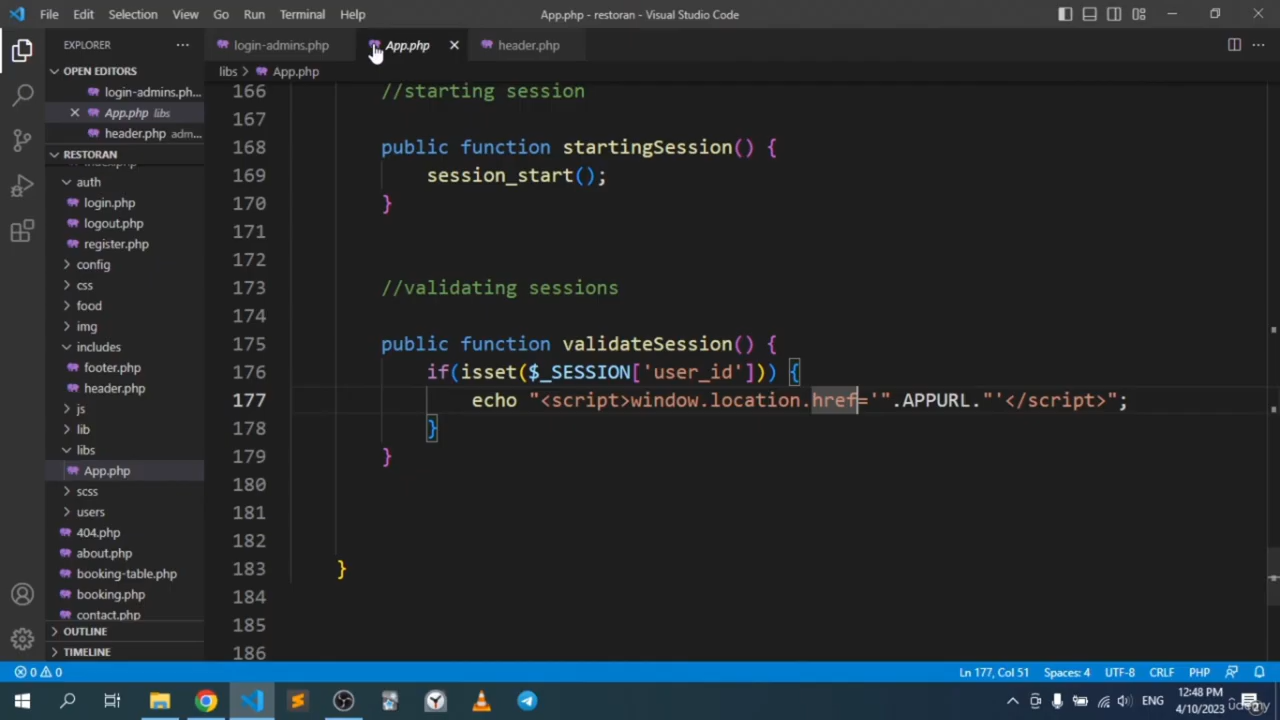 File Edit Selection View Go Run Terminal Help App.php - restoran - Visual Studio Code
EXPLORER
login-admins.php App.php header.php
libs App.php
OPEN EDITORS
login-admins.ph...
App.php libs
header.php adm...
RESTORAN
auth
login.php
logout.php
register.php
config
css
food
img
includes
footer.php
header.php
js
lib
libs
App.php
scss
users
404.php
about.php
booking-table.php
booking.php
contact.php
OUTLINE
TIMELINE
166 //starting session
167
168 public function startingSession() {
169 session_start();
170 }
171
172
173 //validating sessions
174
175 public function validateSession() {
176 if(isset($_SESSION['user_id'])) {
177 echo "<script>window.location.href='".APPURL."'</script>";
178 }
179 }
180
181
182
183 }
184
185
186
0 0 Ln 177, Col 51 Spaces: 4 UTF-8 CRLF PHP
ENG 12:48 PM
4/10/2023
udemy